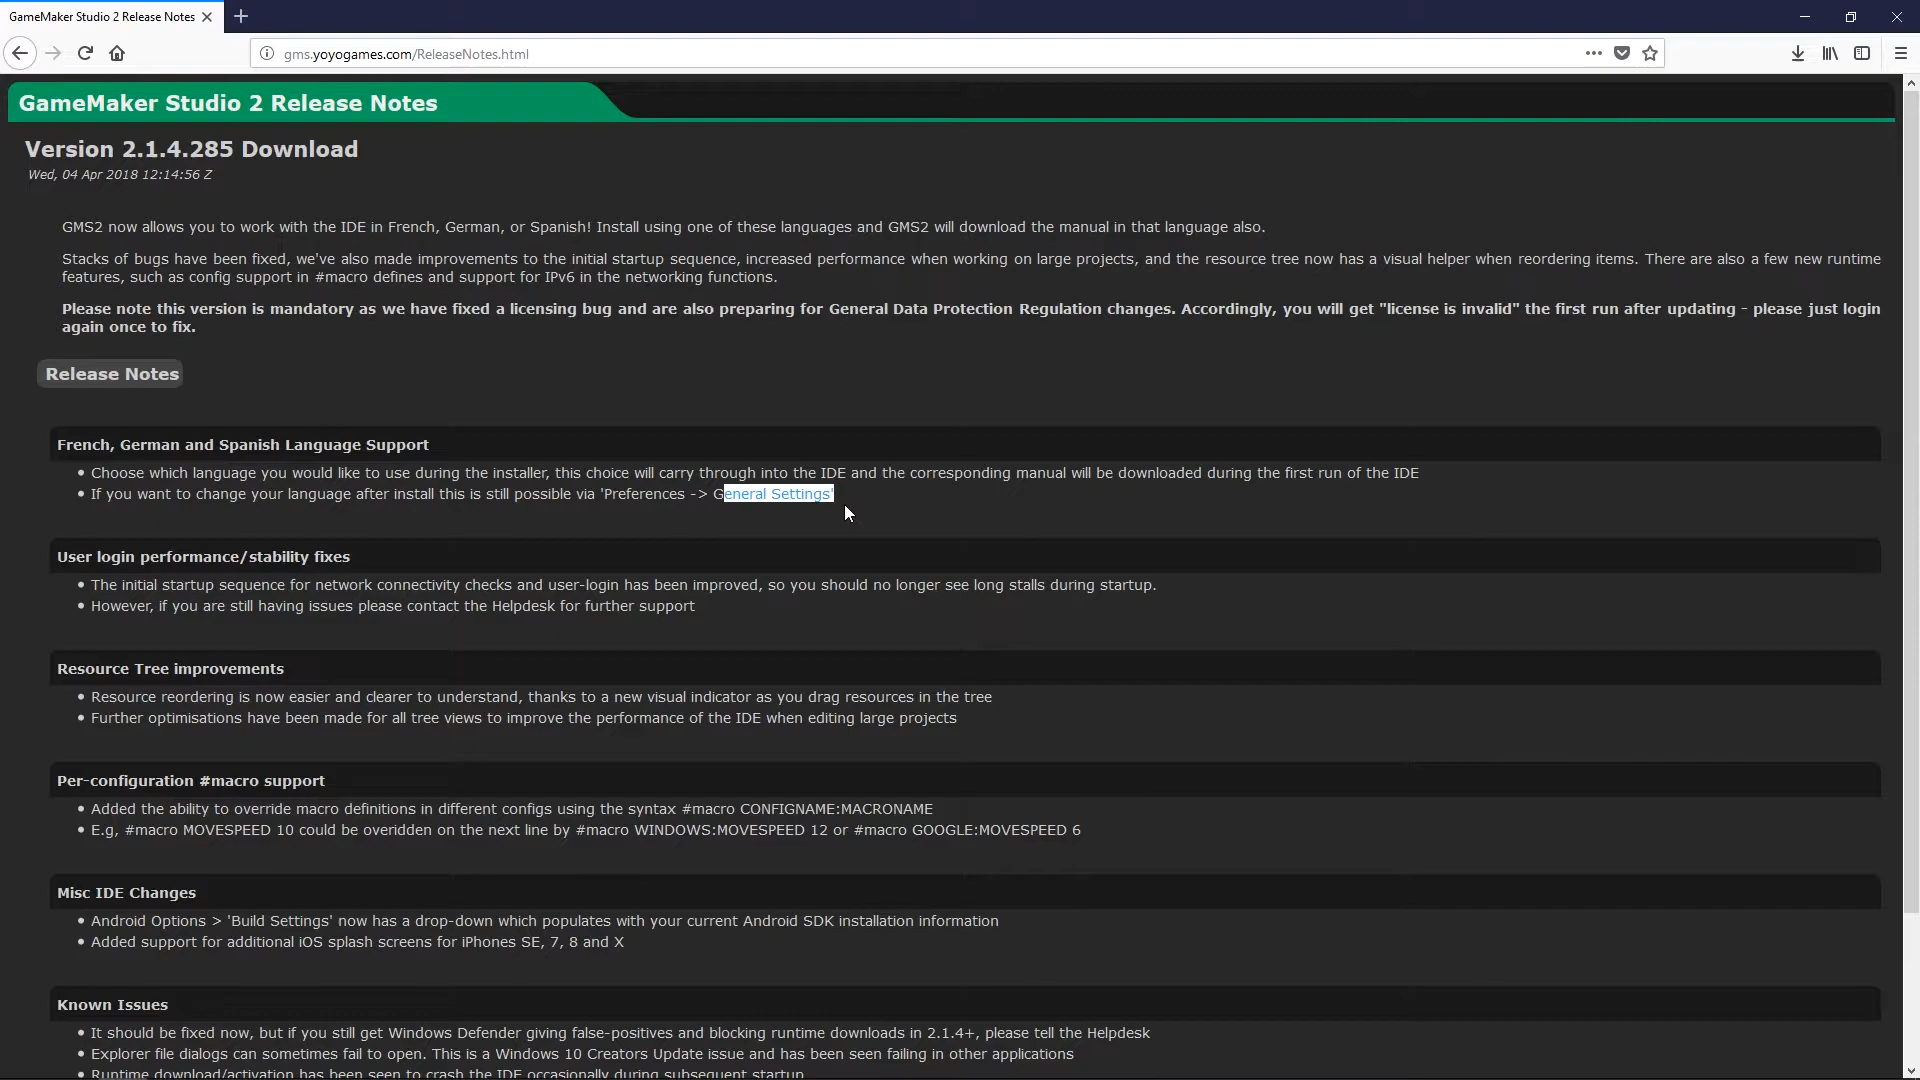 GameMaker Studio 2 Release Notes
gms.yoyogames.com/ReleaseNotes.html
GameMaker Studio 2 Release Notes
Version 2.1.4.285 Download
Wed, 04 Apr 2018 12:14:56 Z
GMS2 now allows you to work with the IDE in French, German, or Spanish! Install using one of these languages and GMS2 will download the manual in that language also.
Stacks of bugs have been fixed, we've also made improvements to the initial startup sequence, increased performance when working on large projects, and the resource tree now has a visual helper when reordering items. There are also a few new runtime
features, such as config support in #macro defines and support for IPv6 in the networking functions.
Please note this version is mandatory as we have fixed a licensing bug and are also preparing for General Data Protection Regulation changes. Accordingly, you will get "license is invalid" the first run after updating - please just login
again once to fix.
Release Notes
French, German and Spanish Language Support
• Choose which language you would like to use during the installer, this choice will carry through into the IDE and the corresponding manual will be downloaded during the first run of the IDE
• If you want to change your language after install this is still possible via 'Preferences -> General Settings'
User login performance/stability fixes
• The initial startup sequence for network connectivity checks and user-login has been improved, so you should no longer see long stalls during startup.
• However, if you are still having issues please contact the Helpdesk for further support
Resource Tree improvements
• Resource reordering is now easier and clearer to understand, thanks to a new visual indicator as you drag resources in the tree
• Further optimisations have been made for all tree views to improve the performance of the IDE when editing large projects
Per-configuration #macro support
• Added the ability to override macro definitions in different configs using the syntax #macro CONFIGNAME:MACRONAME
• E.g, #macro MOVESPEED 10 could be overidden on the next line by #macro WINDOWS:MOVESPEED 12 or #macro GOOGLE:MOVESPEED 6
Misc IDE Changes
• Android Options > 'Build Settings' now has a drop-down which populates with your current Android SDK installation information
• Added support for additional iOS splash screens for iPhones SE, 7, 8 and X
Known Issues
• It should be fixed now, but if you still get Windows Defender giving false-positives and blocking runtime downloads in 2.1.4+, please tell the Helpdesk
• Explorer file dialogs can sometimes fail to open. This is a Windows 10 Creators Update issue and has been seen failing in other applications
• Runtime download/activation has been seen to crash the IDE occasionally during subsequent startup